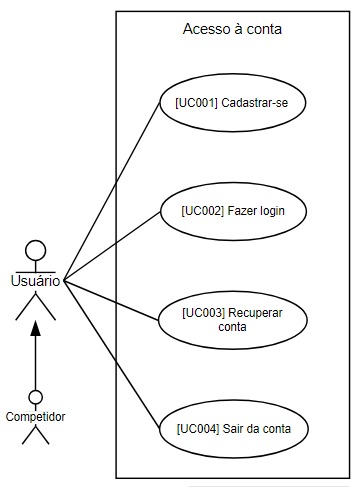 Acesso à conta
[UC001] Cadastrar-se
[UC002] Fazer login
Usuário
[UC003] Recuperar
conta
Competidor
[UC004] Sair da conta